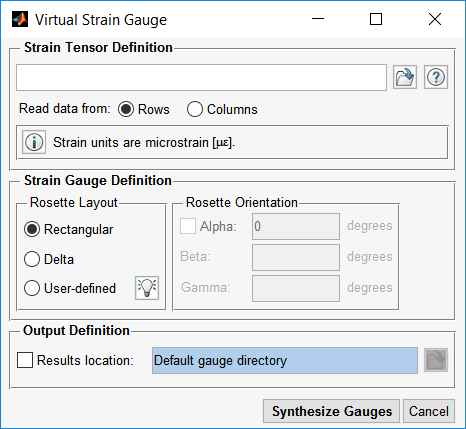 Virtual Strain Gauge
Strain Tensor Definition
Read data from: Rows Columns
Strain units are microstrain [με].
Strain Gauge Definition
Rosette Layout
Rectangular
Delta
User-defined
Rosette Orientation
Alpha: 0 degrees
Beta: degrees
Gamma: degrees
Output Definition
Results location: Default gauge directory
Synthesize Gauges Cancel